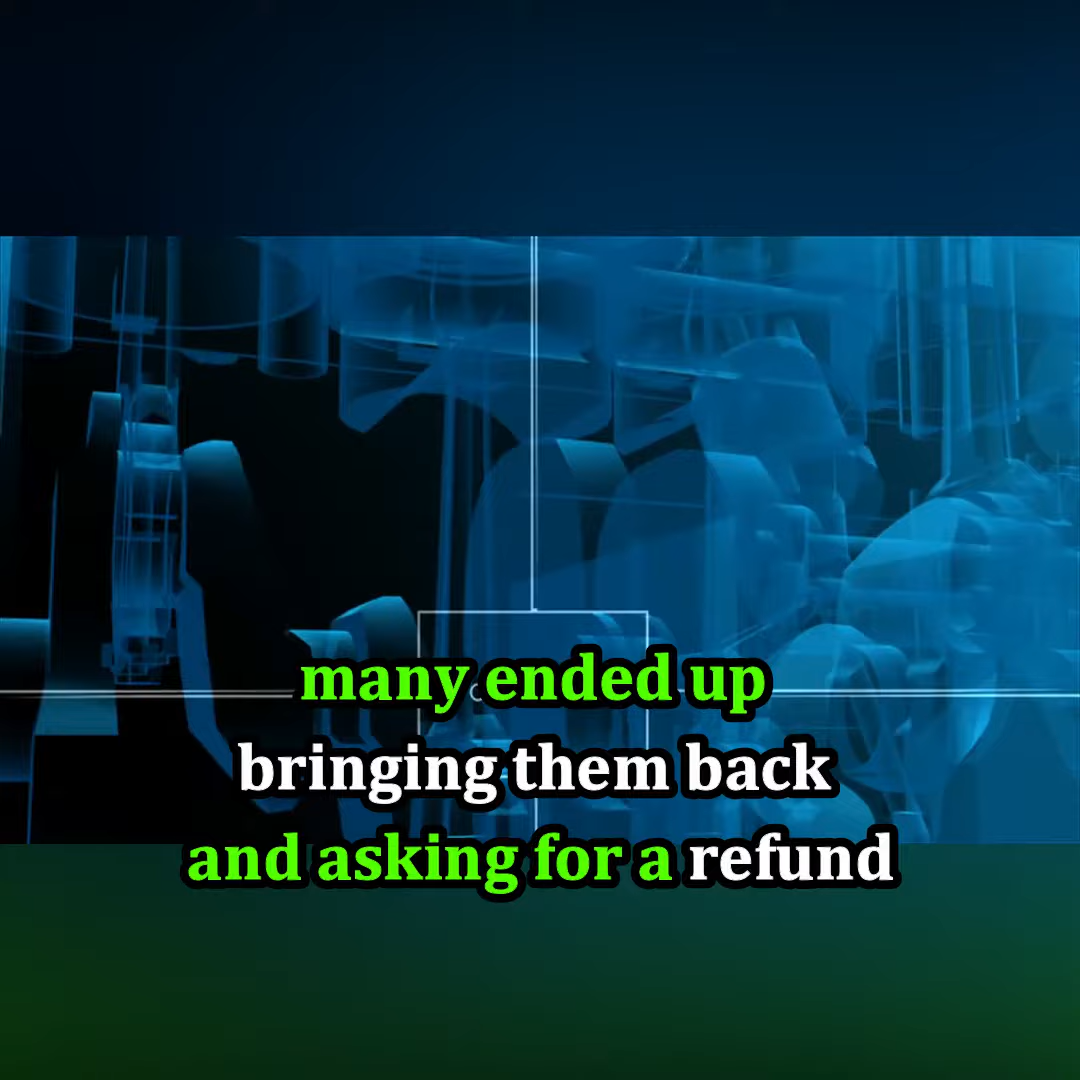 many ended up
bringing them back
and asking for a refund